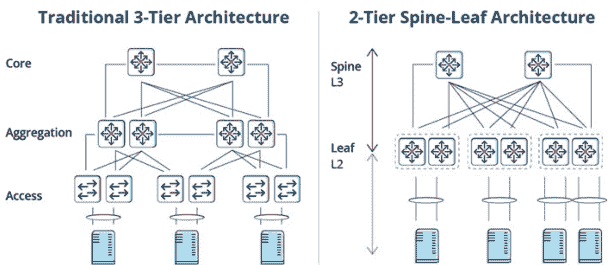 Traditional 3-Tier Architecture
Core
Aggregation
Access
2-Tier Spine-Leaf Architecture
Spine
L3
Leaf
L2